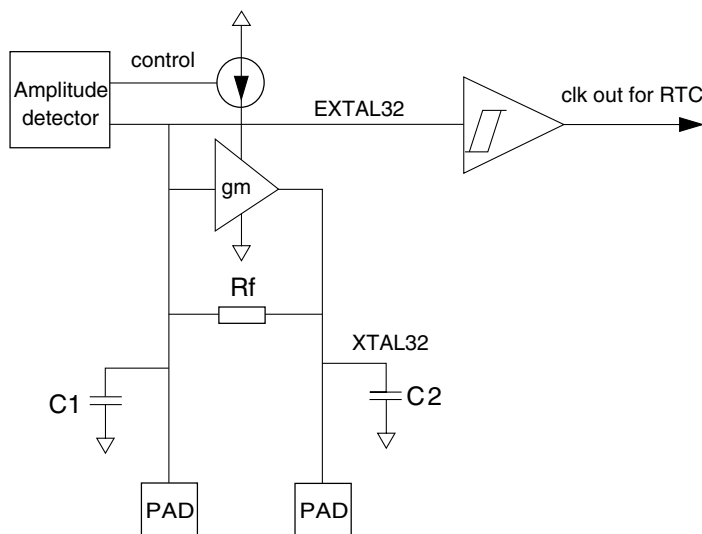 control
Amplitude
detector
EXTAL32
clk out for RTC
gm
Rf
XTAL32
C1
C2
PAD
PAD